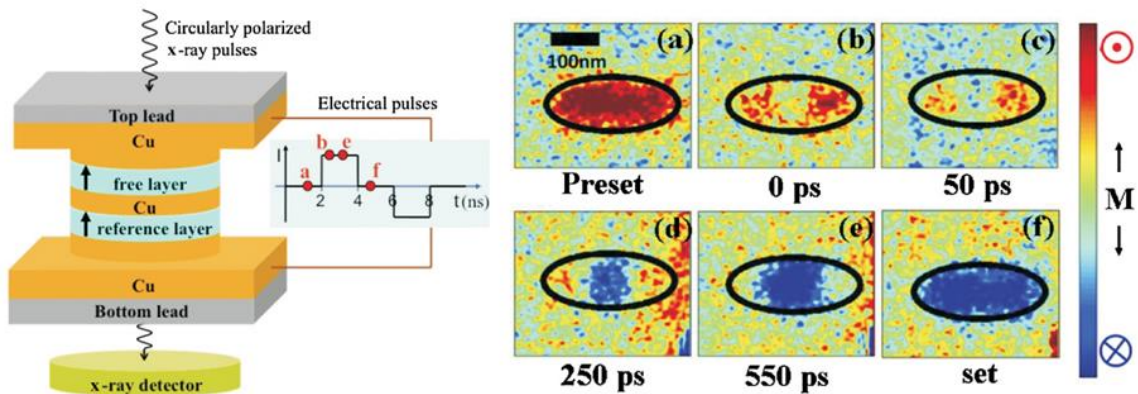 Circularly polarized
x-ray pulses
Top lead
Cu
free layer
Cu
reference layer
Cu
Bottom lead
x-ray detector
Electrical pulses
I
a
b
e
f
2
4
6
8
t(ns)
(a)
100nm
Preset
(b)
0 ps
(c)
50 ps
(d)
250 ps
(e)
550 ps
(f)
set
M